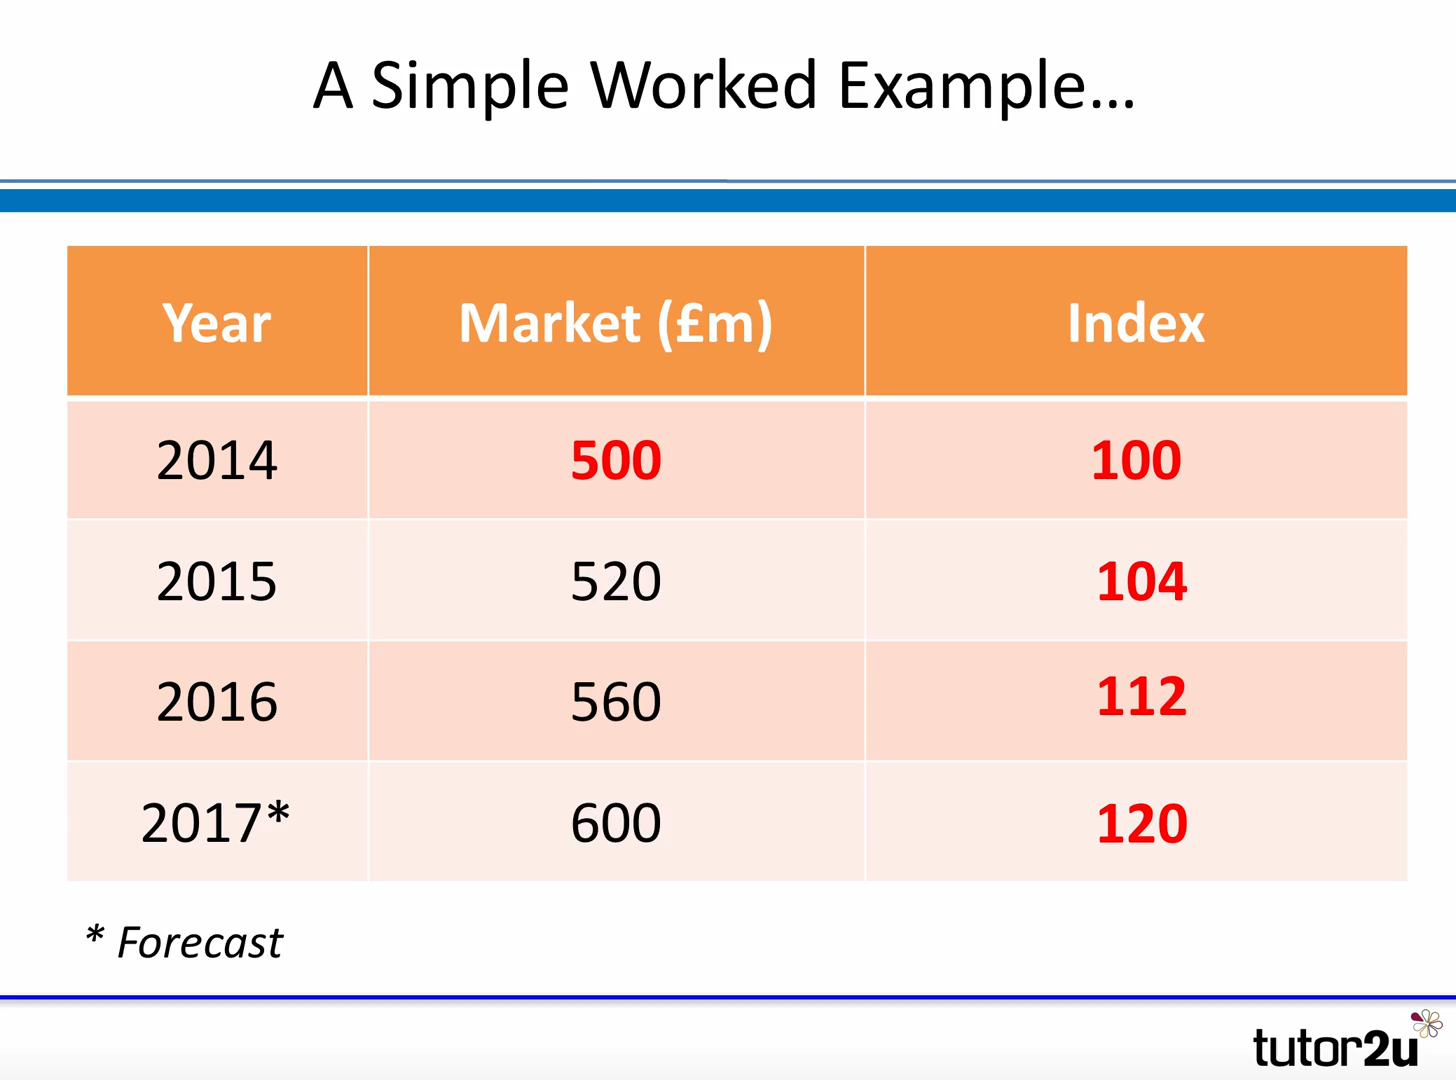 A Simple Worked Example...
Year Market (£m) Index
2014 500 100
2015 520 104
2016 560 112
2017* 600 120
* Forecast
tutor2u